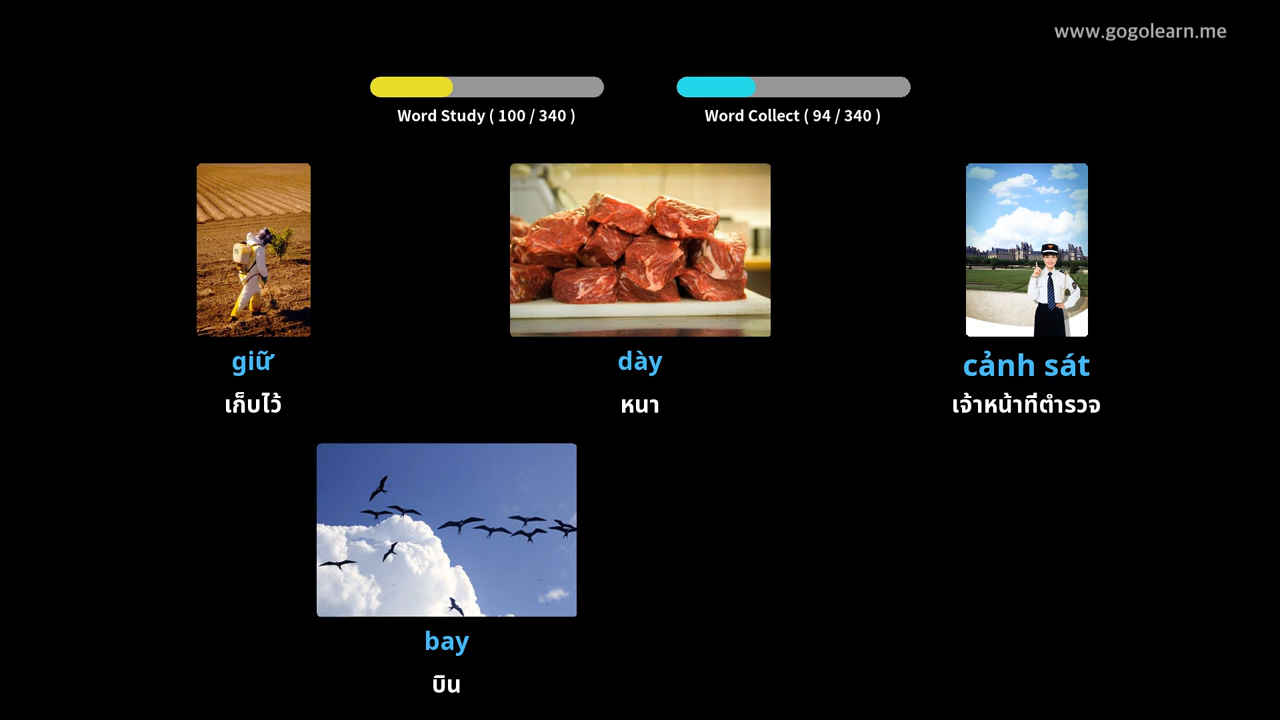 www.gogolearn.me
Word Study ( 100 / 340 )
Word Collect ( 94 / 340 )
giữ
dày
cảnh sát
เก็บไว้
หนา
เจ้าหน้าที่ตำรวจ
bay
บิน